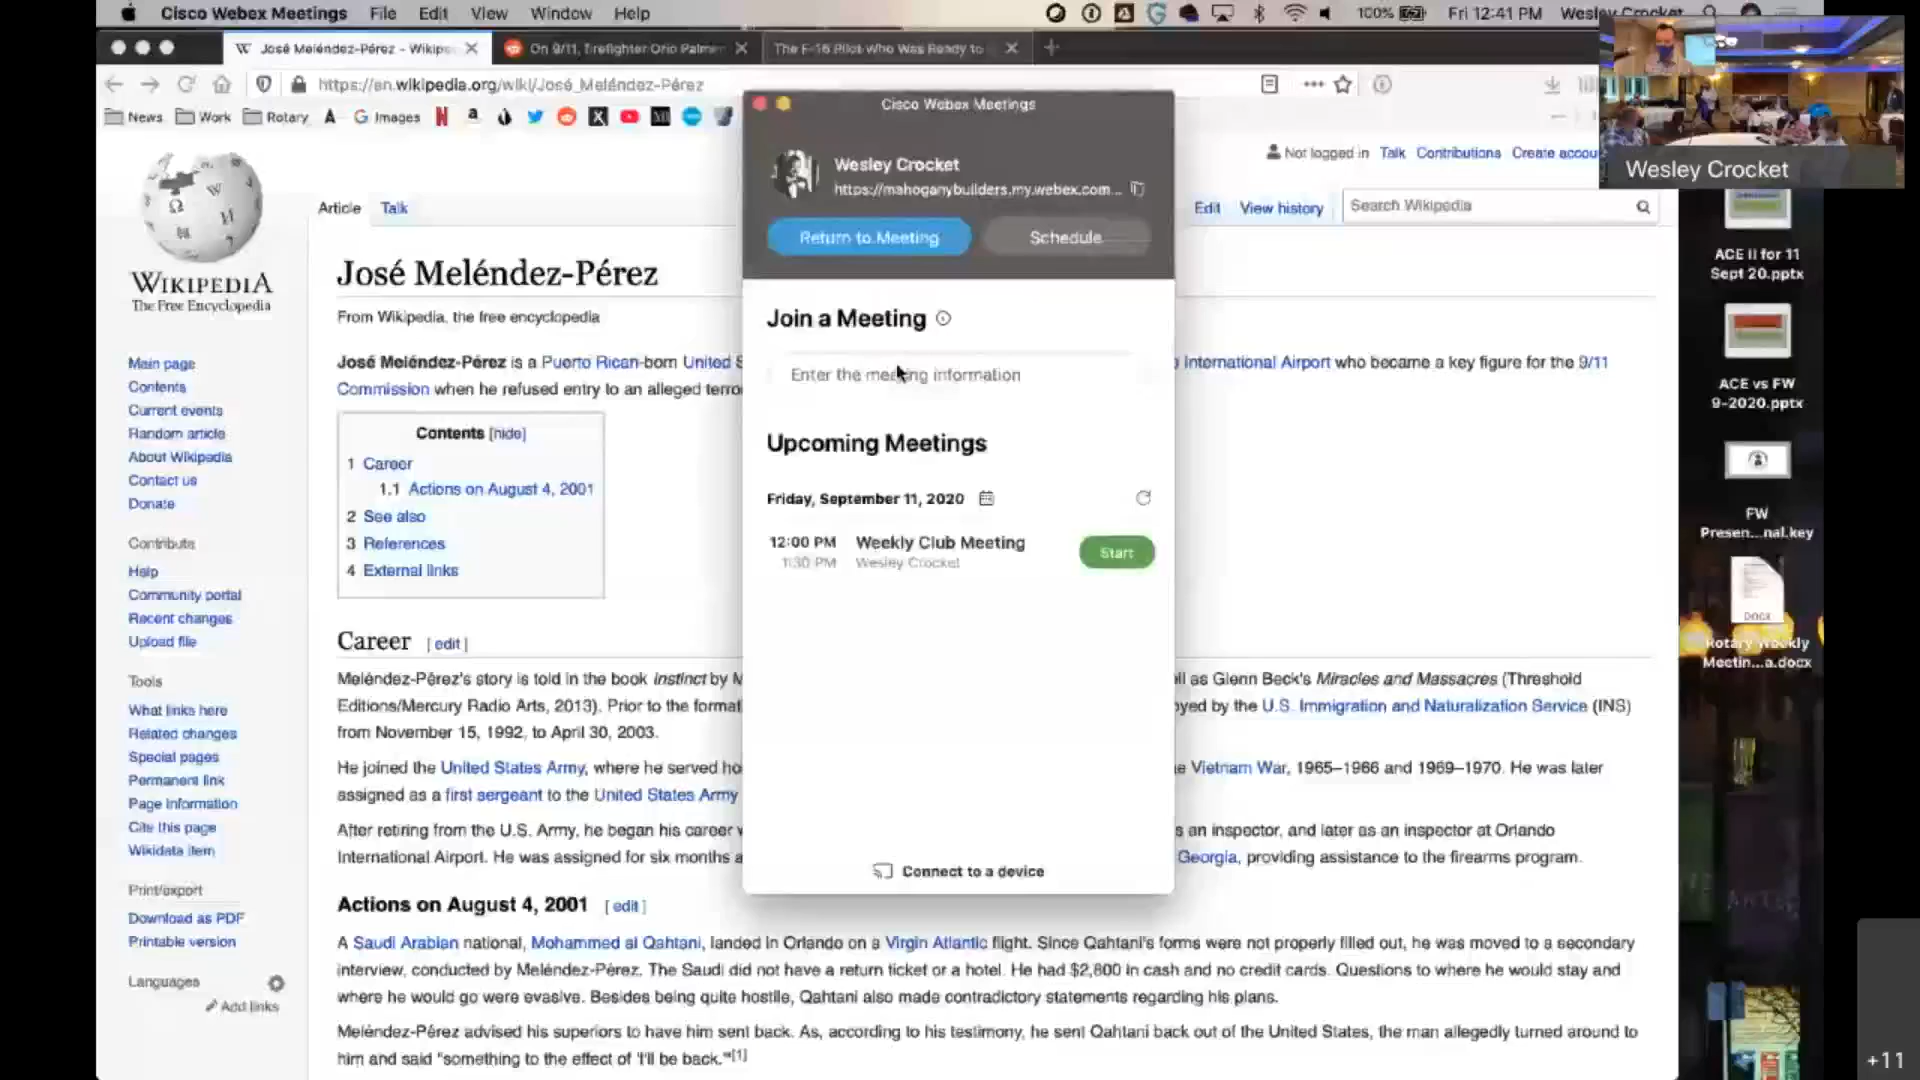 Cisco Webex Meetings File Edit View Window Help 100% Fri 12:41 PM Wesley Crocket
José Meléndez-Pérez - Wikipe On 9/11, firefighter Orio Palmer The F-16 Pilot Who Was Ready to
https://en.wikipedia.org/wiki/José_Meléndez-Pérez
News Work Rotary Images
Cisco Webex Meetings
Wesley Crocket
https://mahoganybuilders.my.webex.com...
Return to Meeting Schedule
Join a Meeting
Enter the meeting information
Upcoming Meetings
Friday, September 11, 2020
12:00 PM Weekly Club Meeting Start
1:30 PM Wesley Crocket
Connect to a device
Not logged in Talk Contributions Create accou
Article Talk
Edit View history Search Wikipedia
WIKIPEDIA
The Free Encyclopedia
Main page
Contents
Current events
Random article
About Wikipedia
Contact us
Donate
Contribute
Help
Community portal
Recent changes
Upload file
Tools
What links here
Related changes
Special pages
Permanent link
Page information
Cite this page
Wikidata item
Print/export
Download as PDF
Printable version
Languages
Add links
José Meléndez-Pérez
From Wikipedia, the free encyclopedia
José Meléndez-Pérez is a Puerto Rican-born United S International Airport who became a key figure for the 9/11
Commission when he refused entry to an alleged terro
Contents [hide]
1 Career
1.1 Actions on August 4, 2001
2 See also
3 References
4 External links
Career [ edit ]
Meléndez-Pérez's story is told in the book Instinct by M ll as Glenn Beck's Miracles and Massacres (Threshold
Editions/Mercury Radio Arts, 2013). Prior to the format yed by the U.S. Immigration and Naturalization Service (INS)
from November 15, 1992, to April 30, 2003.
He joined the United States Army, where he served ho e Vietnam War, 1965–1966 and 1969–1970. He was later
assigned as a first sergeant to the United States Army
After retiring from the U.S. Army, he began his career s an inspector, and later as an inspector at Orlando
International Airport. He was assigned for six months a Georgia, providing assistance to the firearms program.
Actions on August 4, 2001 [ edit ]
A Saudi Arabian national, Mohammed al Qahtani, landed in Orlando on a Virgin Atlantic flight. Since Qahtani's forms were not properly filled out, he was moved to a secondary
interview, conducted by Meléndez-Pérez. The Saudi did not have a return ticket or a hotel. He had $2,800 in cash and no credit cards. Questions to where he would stay and
where he would go were evasive. Besides being quite hostile, Qahtani also made contradictory statements regarding his plans.
Meléndez-Pérez advised his superiors to have him sent back. As, according to his testimony, he sent Qahtani back out of the United States, the man allegedly turned around to
him and said "something to the effect of 'I'll be back.'"[1]
Wesley Crocket
ACE II for 11
Sept 20.pptx
ACE vs FW
9-2020.pptx
FW
Presen...nal.key
DOCX
Rotary Weekly
Meetin...a.docx
+11